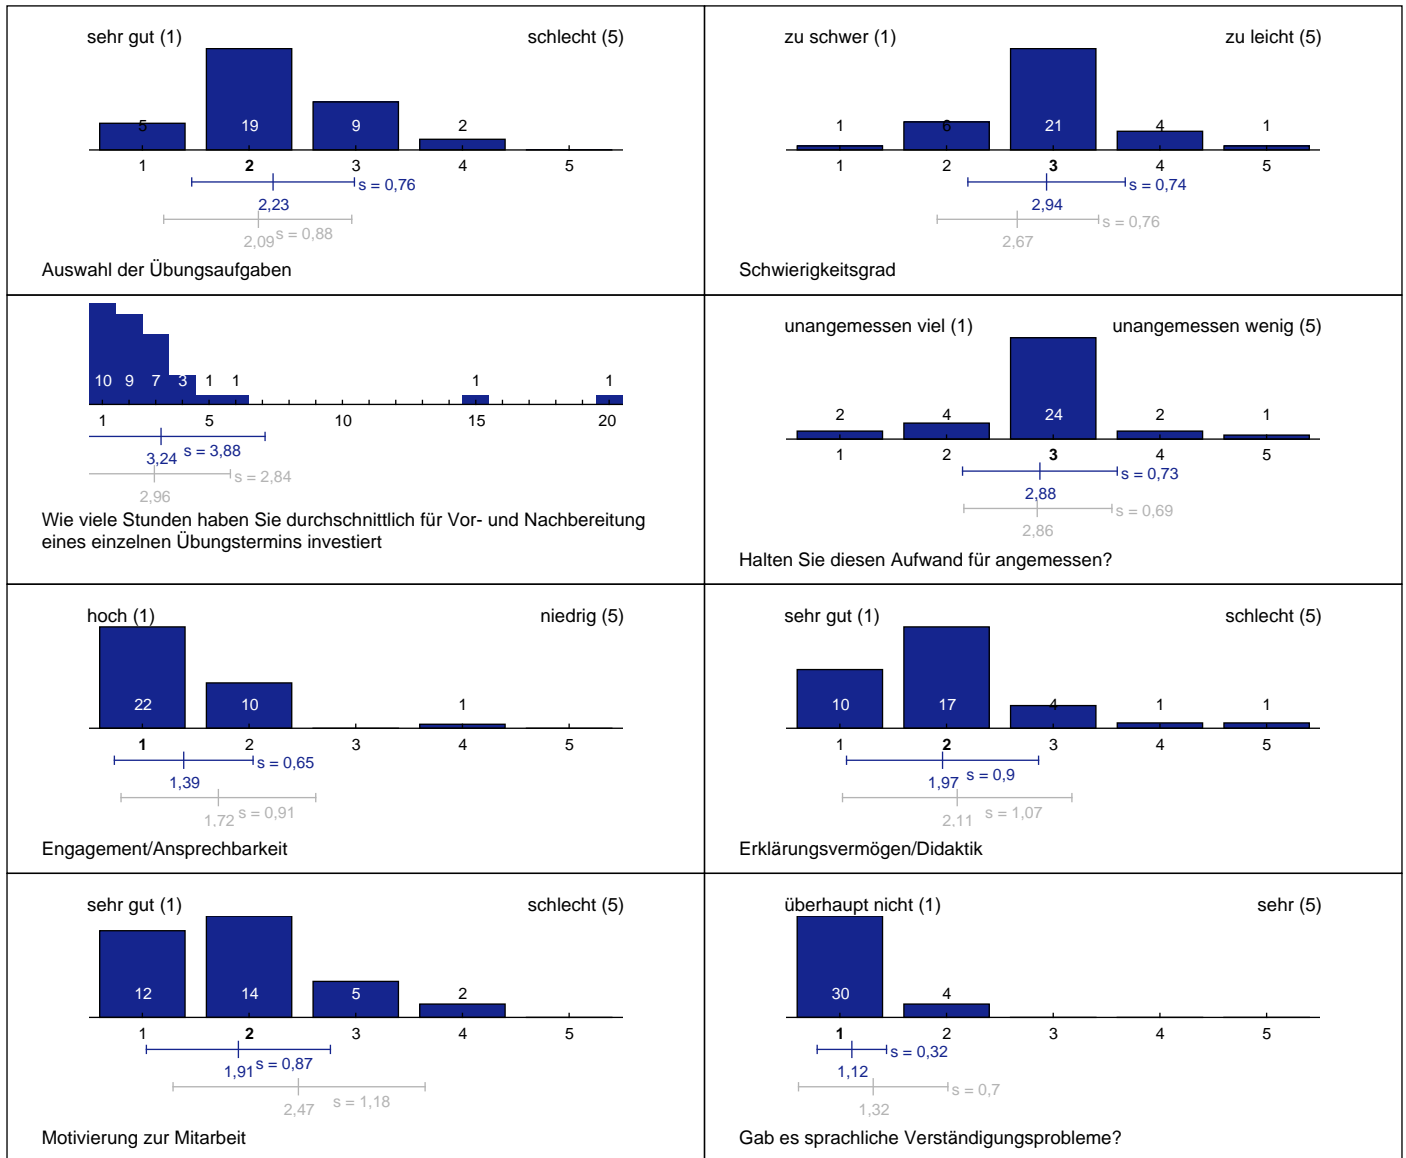 sehr gut (1) schlecht (5)
5 19 9 2
1 2 3 4 5
s = 0,76
2,23
s = 0,88
2,09
Auswahl der Übungsaufgaben
zu schwer (1) zu leicht (5)
1 6 21 4 1
1 2 3 4 5
s = 0,74
2,94
s = 0,76
2,67
Schwierigkeitsgrad
10 9 7 3 1 1 1 1
1 5 10 15 20
s = 3,88
3,24
s = 2,84
2,96
Wie viele Stunden haben Sie durchschnittlich für Vor- und Nachbereitung
eines einzelnen Übungstermins investiert
unangemessen viel (1) unangemessen wenig (5)
2 4 24 2 1
1 2 3 4 5
s = 0,73
2,88
s = 0,69
2,86
Halten Sie diesen Aufwand für angemessen?
hoch (1) niedrig (5)
22 10 1
1 2 3 4 5
s = 0,65
1,39
s = 0,91
1,72
Engagement/Ansprechbarkeit
sehr gut (1) schlecht (5)
10 17 4 1 1
1 2 3 4 5
s = 0,9
1,97
s = 1,07
2,11
Erklärungsvermögen/Didaktik
sehr gut (1) schlecht (5)
12 14 5 2
1 2 3 4 5
s = 0,87
1,91
s = 1,18
2,47
Motivierung zur Mitarbeit
überhaupt nicht (1) sehr (5)
30 4
1 2 3 4 5
s = 0,32
1,12
s = 0,7
1,32
Gab es sprachliche Verständigungsprobleme?